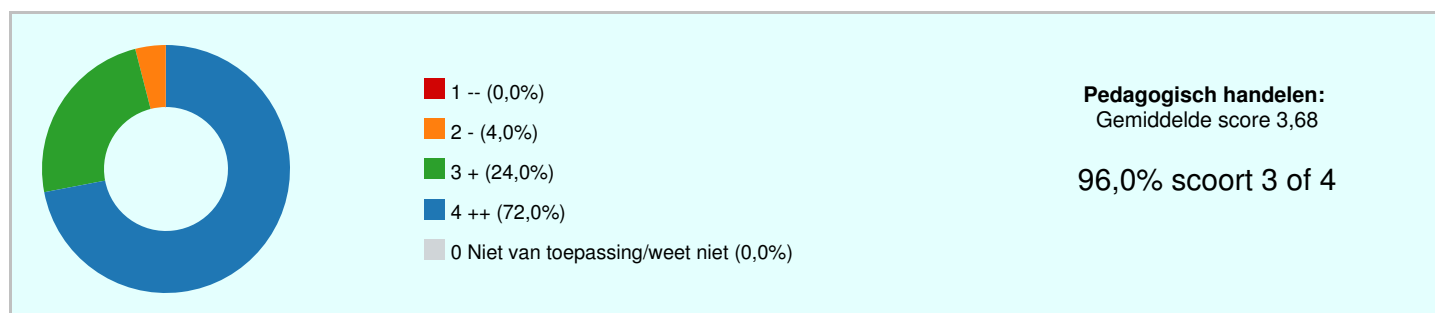 1 -- (0,0%)
2 - (4,0%)
3 + (24,0%)
4 ++ (72,0%)
0 Niet van toepassing/weet niet (0,0%)
Pedagogisch handelen:
Gemiddelde score 3,68
96,0% scoort 3 of 4